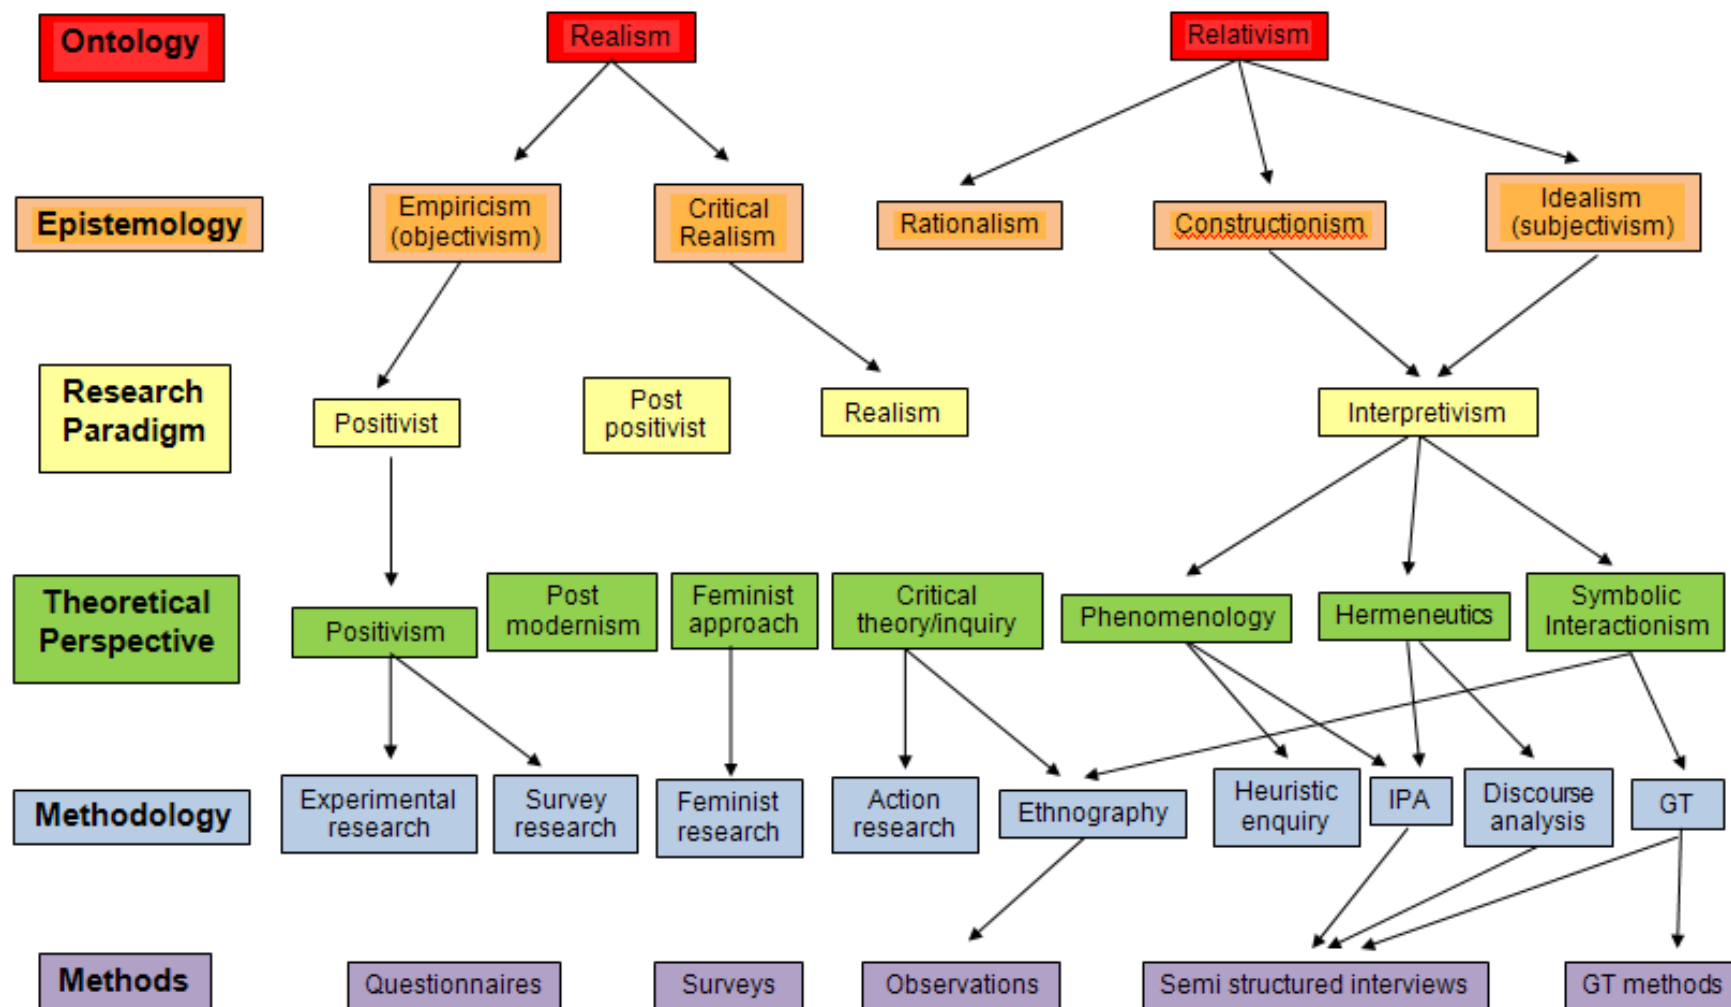 Ontology
Realism
Relativism
Epistemology
Empiricism
(objectivism)
Critical
Realism
Rationalism
Constructionism
Idealism
(subjectivism)
Research
Paradigm
Positivist
Post
positivist
Realism
Interpretivism
Theoretical
Perspective
Positivism
Post
modernism
Feminist
approach
Critical
theory/inquiry
Phenomenology
Hermeneutics
Symbolic
Interactionism
Methodology
Experimental
research
Survey
research
Feminist
research
Action
research
Ethnography
Heuristic
enquiry
IPA
Discourse
analysis
GT
Methods
Questionnaires
Surveys
Observations
Semi structured interviews
GT methods